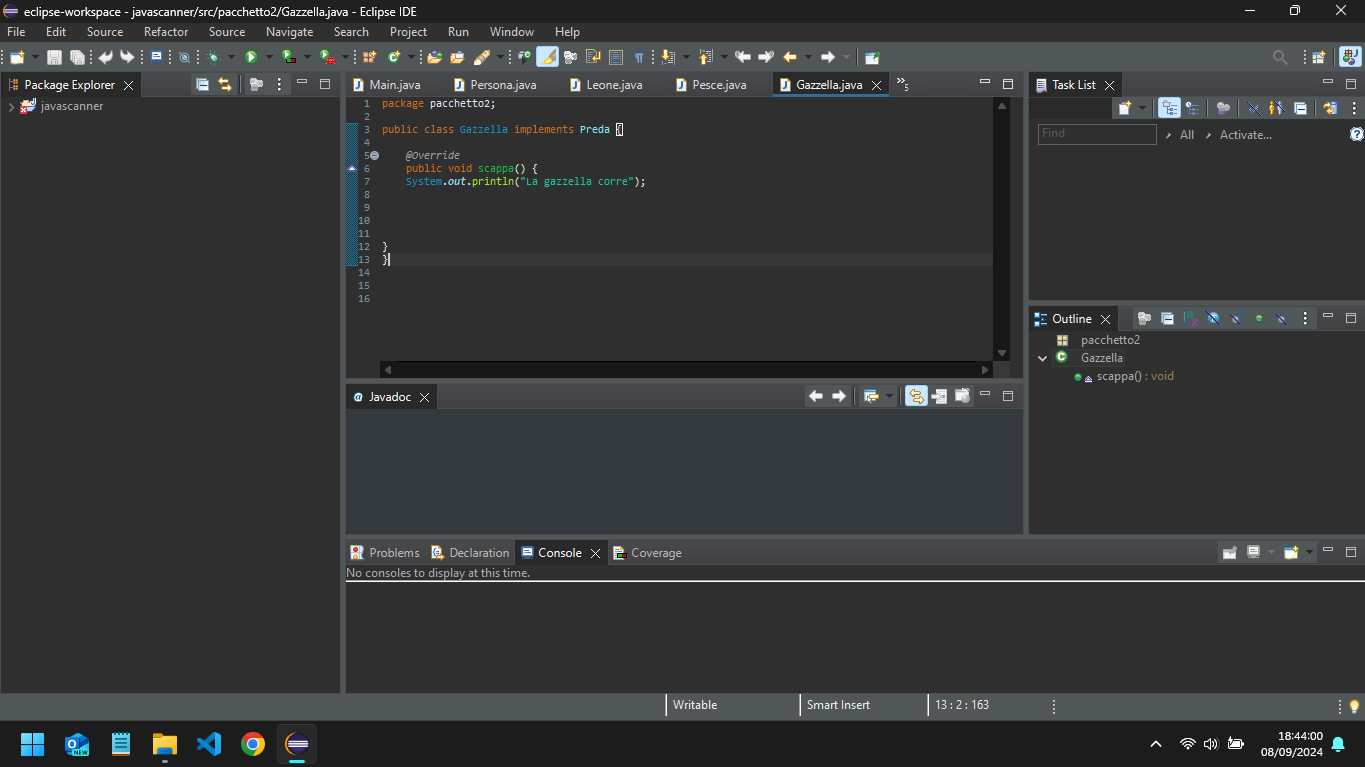 eclipse-workspace - javascanner/src/pacchetto2/Gazzella.java - Eclipse IDE
File Edit Source Refactor Source Navigate Search Project Run Window Help
Package Explorer
javascanner
Main.java Persona.java Leone.java Pesce.java Gazzella.java »5
1 package pacchetto2;
2
3 public class Gazzella implements Preda {
4
5 @Override
6 public void scappa() {
7 System.out.println("La gazzella corre");
8
9
10
11
12 }
13 }
14
15
16
Task List
Find All Activate...
Outline
pacchetto2
Gazzella
scappa() : void
@ Javadoc
Problems Declaration Console Coverage
No consoles to display at this time.
Writable Smart Insert 13 : 2 : 163
NEW
18:44:00
08/09/2024